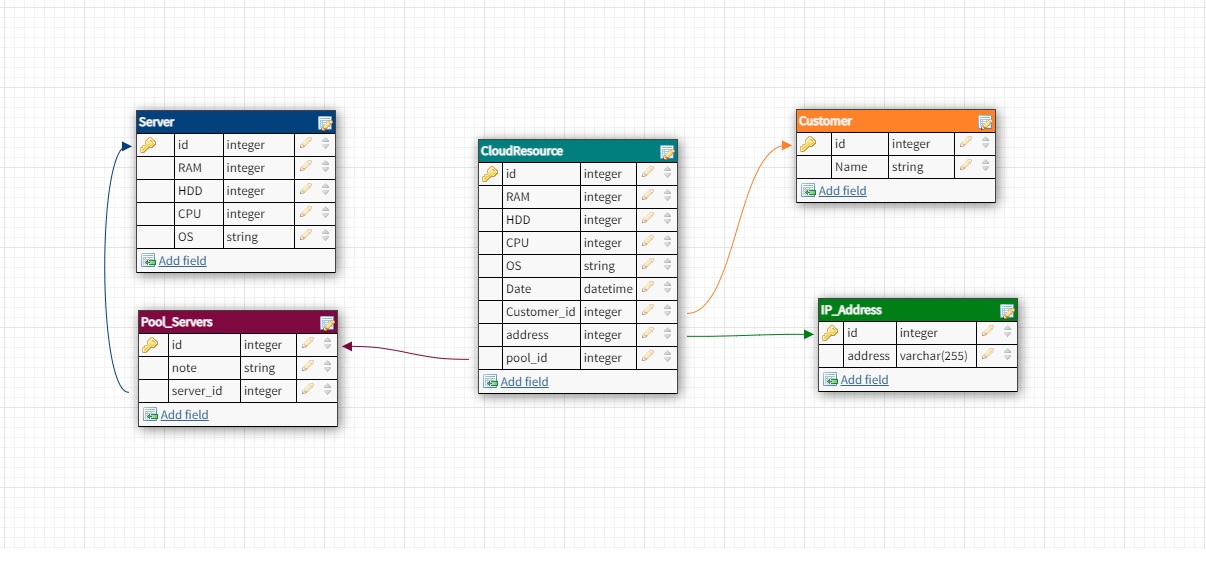 Server
id integer
RAM integer
HDD integer
CPU integer
OS string
Add field
Pool_Servers
id integer
note string
server_id integer
Add field
CloudResource
id integer
RAM integer
HDD integer
CPU integer
OS string
Date datetime
Customer_id integer
address integer
pool_id integer
Add field
Customer
id integer
Name string
Add field
IP_Address
id integer
address varchar(255)
Add field